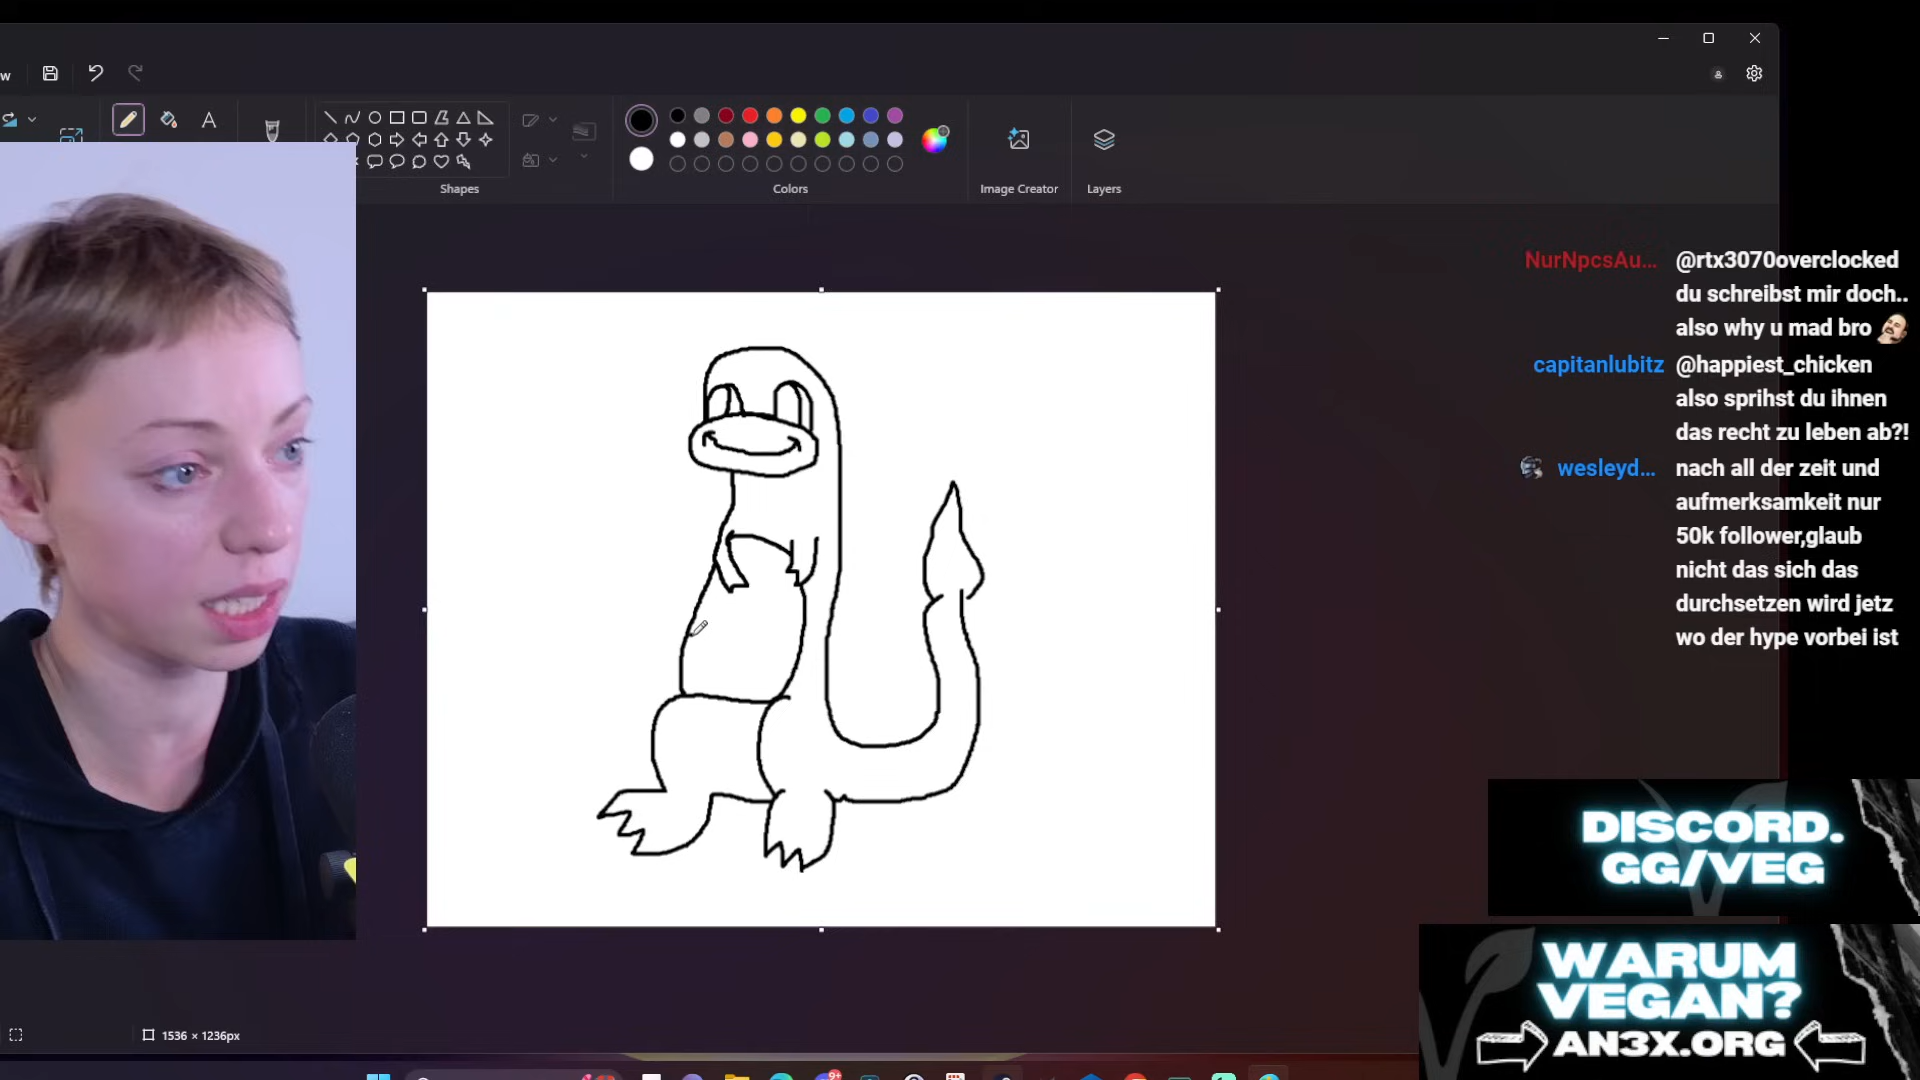 w
A
Shapes
Colors
Image Creator
Layers
NurNpcsAu... @rtx3070overclocked
du schreibst mir doch..
also why u mad bro
capitanlubitz @happiest_chicken
also sprihst du ihnen
das recht zu leben ab?!
wesleyd... nach all der zeit und
aufmerksamkeit nur
50k follower,glaub
nicht das sich das
durchsetzen wird jetz
wo der hype vorbei ist
DISCORD.
GG/VEG
WARUM
VEGAN?
AN3X.ORG
1536 × 1236px
9+